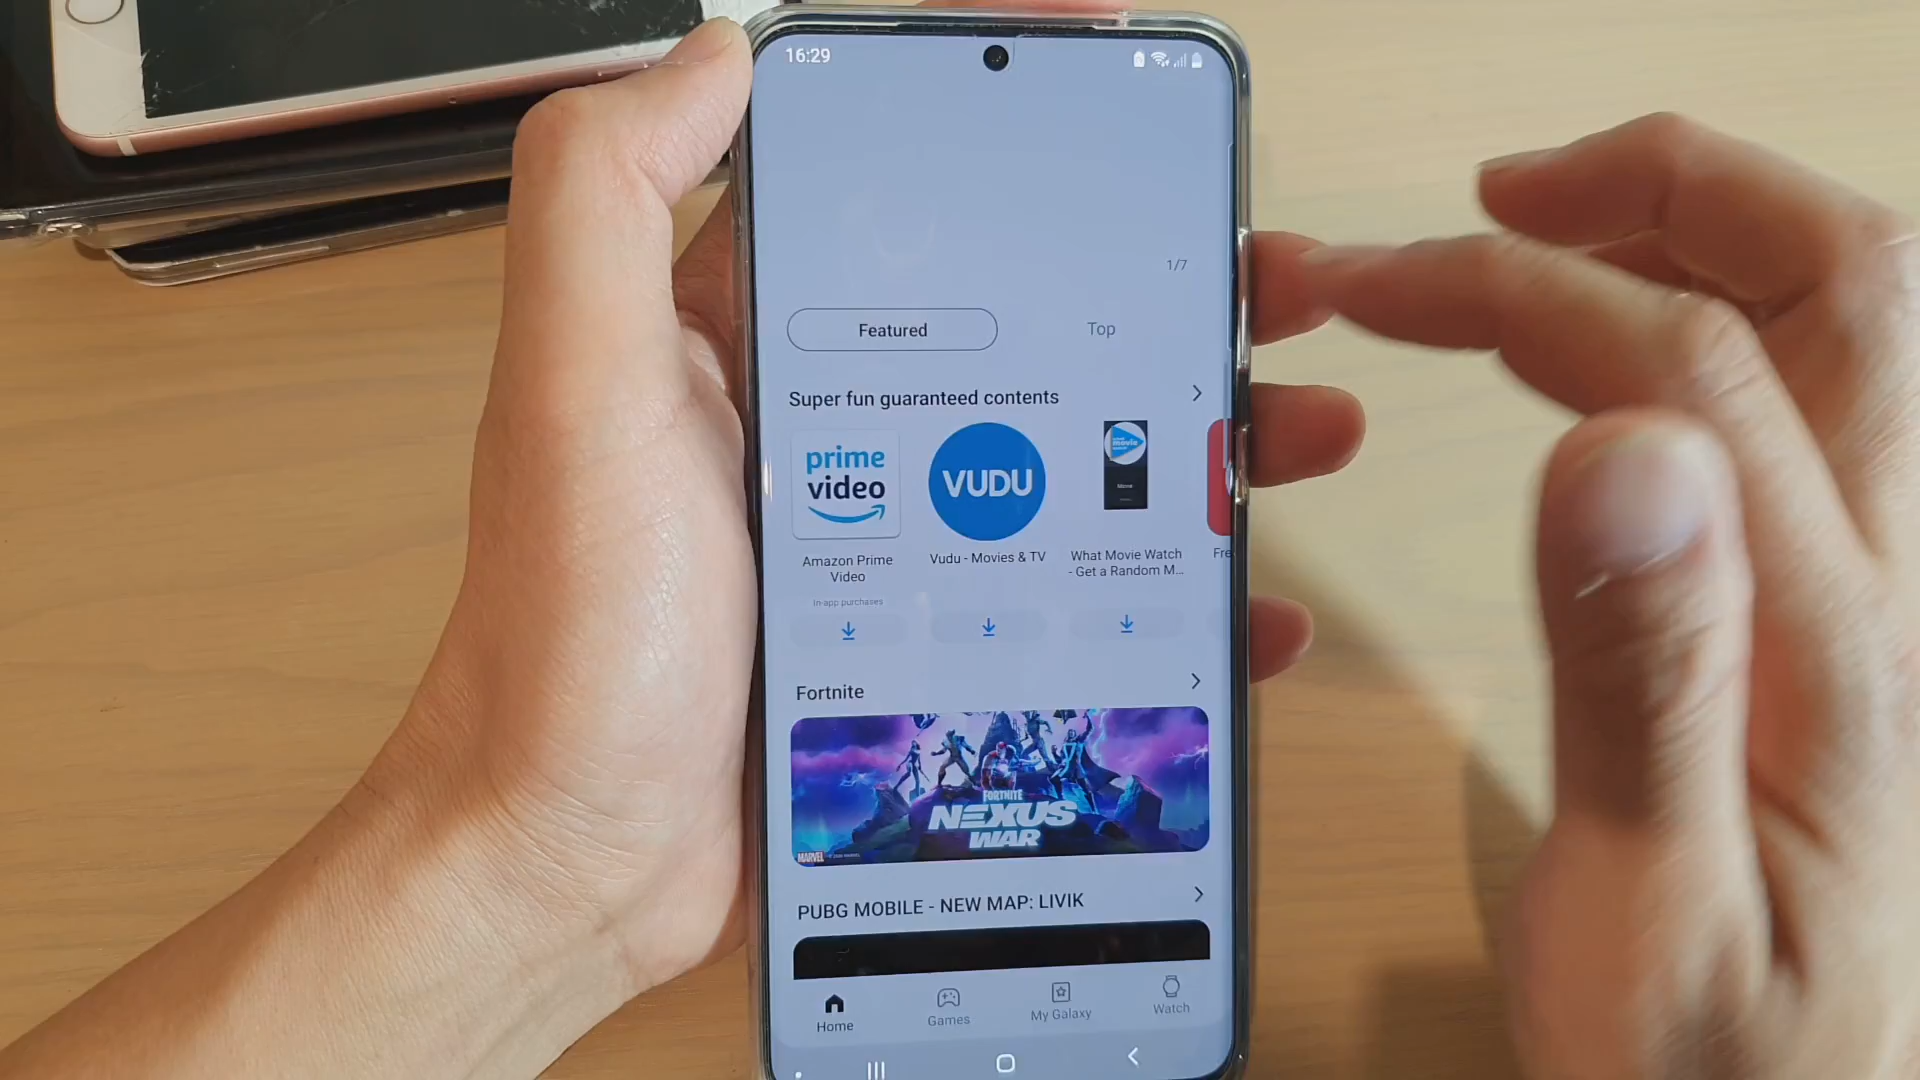 16:29
1/7
Featured
Top
Super fun guaranteed contents
prime
video
VUDU
movie
Amazon Prime
Video
Vudu - Movies & TV
What Movie Watch
- Get a Random M...
Fre
In-app purchases
Fortnite
FORTNITE
NEXUS
WAR
MARVEL
PUBG MOBILE - NEW MAP: LIVIK
Home
Games
My Galaxy
Watch